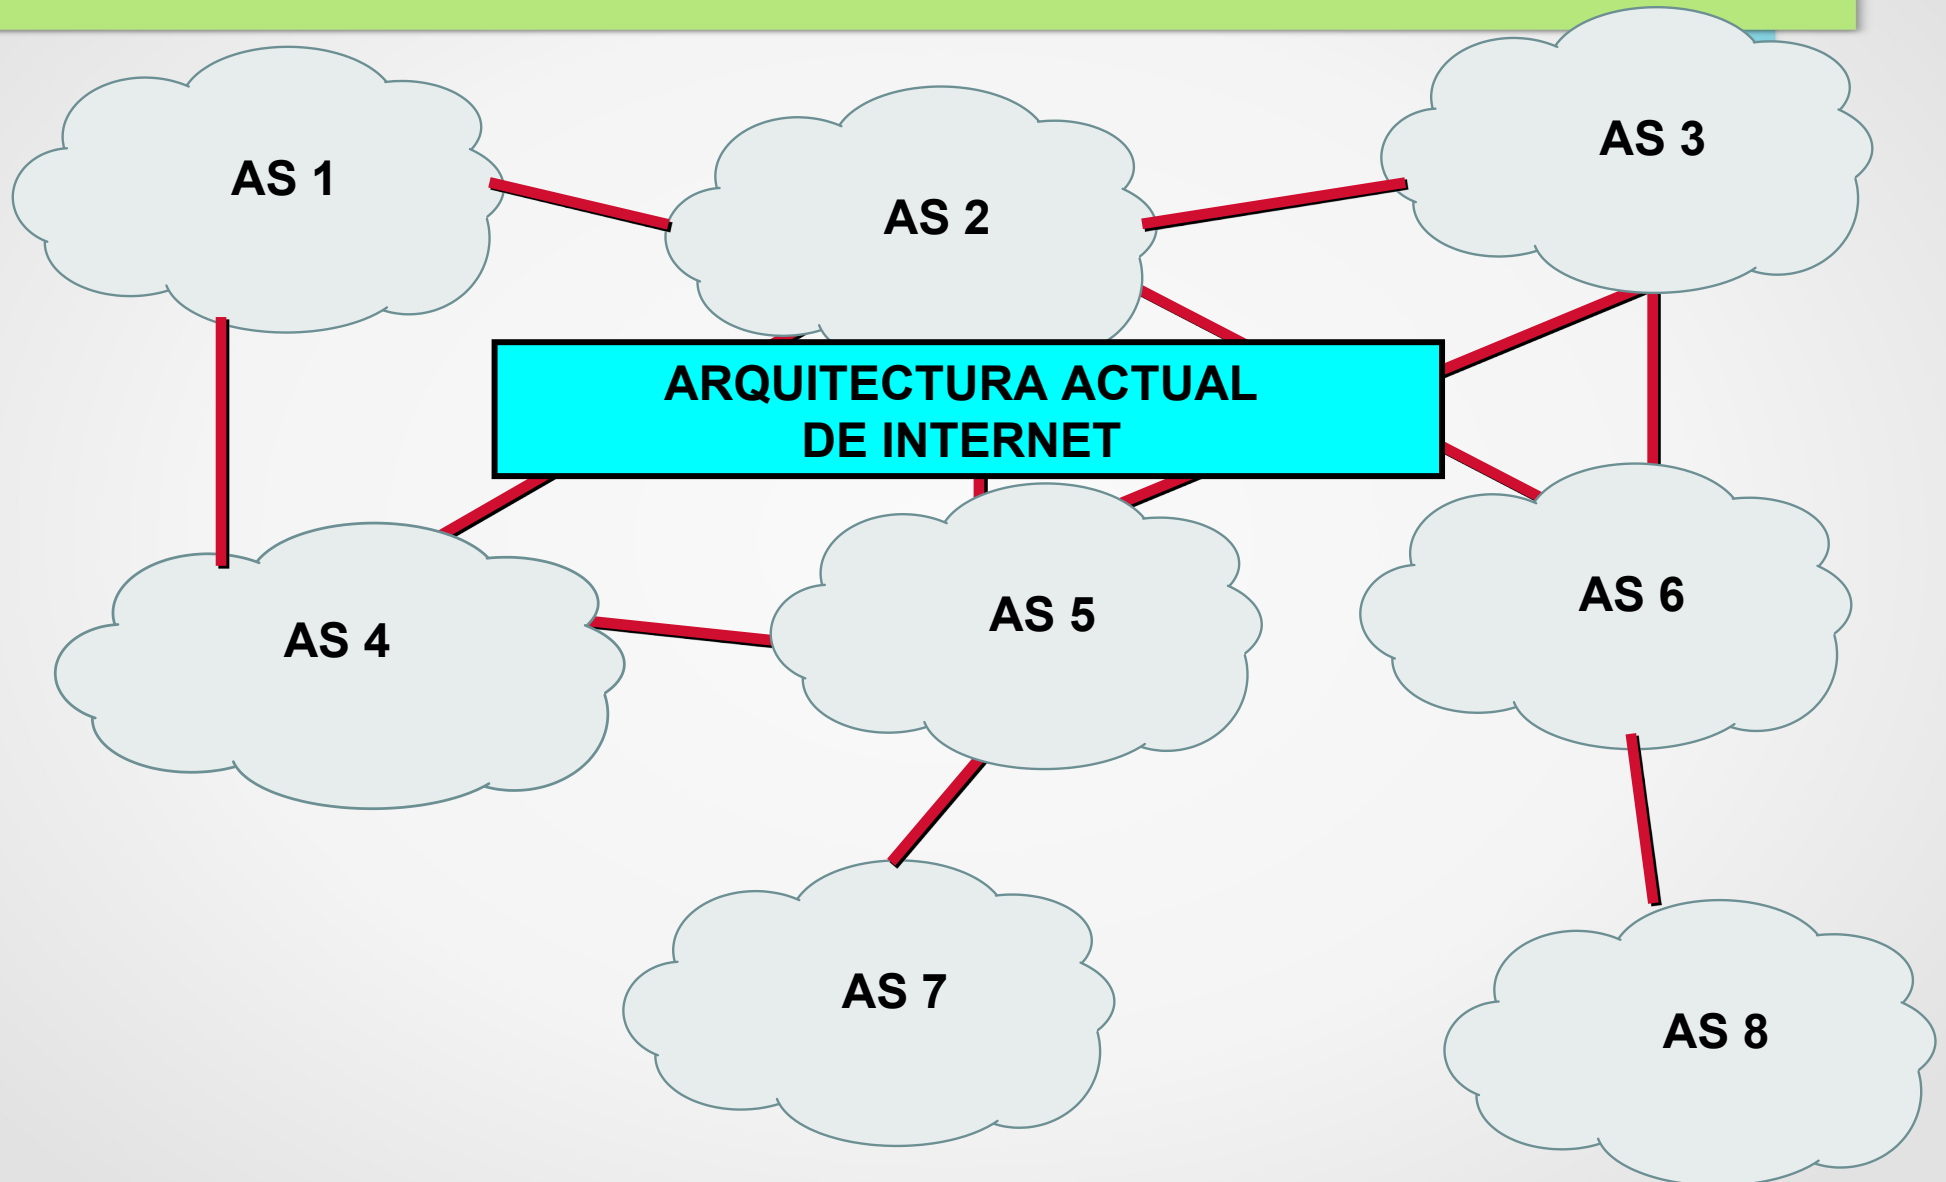 AS 1
AS 2
AS 3
ARQUITECTURA ACTUAL
DE INTERNET
AS 4
AS 5
AS 6
AS 7
AS 8